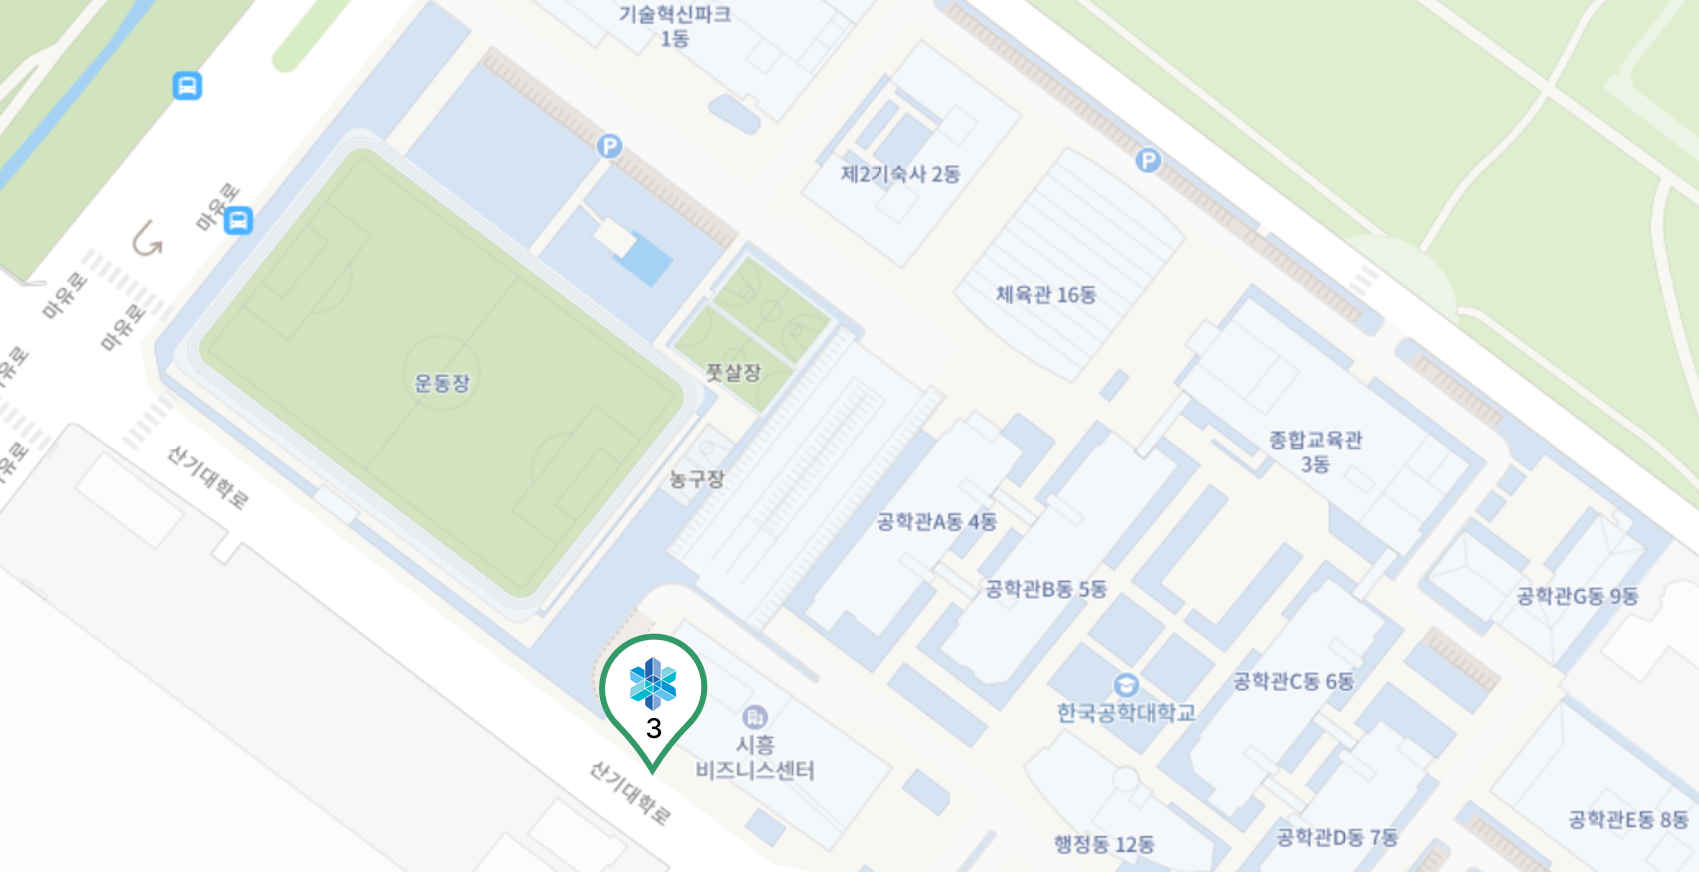 기술혁신파크
1동
P
P
제2기숙사 2동
마유로
마유로
마유로
체육관 16동
풋살장
운동장
종합교육관
3동
산기대학로
농구장
공학관A동 4동
공학관B동 5동
공학관G동 9동
공학관C동 6동
한국공학대학교
3
시흥
비즈니스센터
산기대학로
공학관E동 8동
공학관D동 7동
행정동 12동